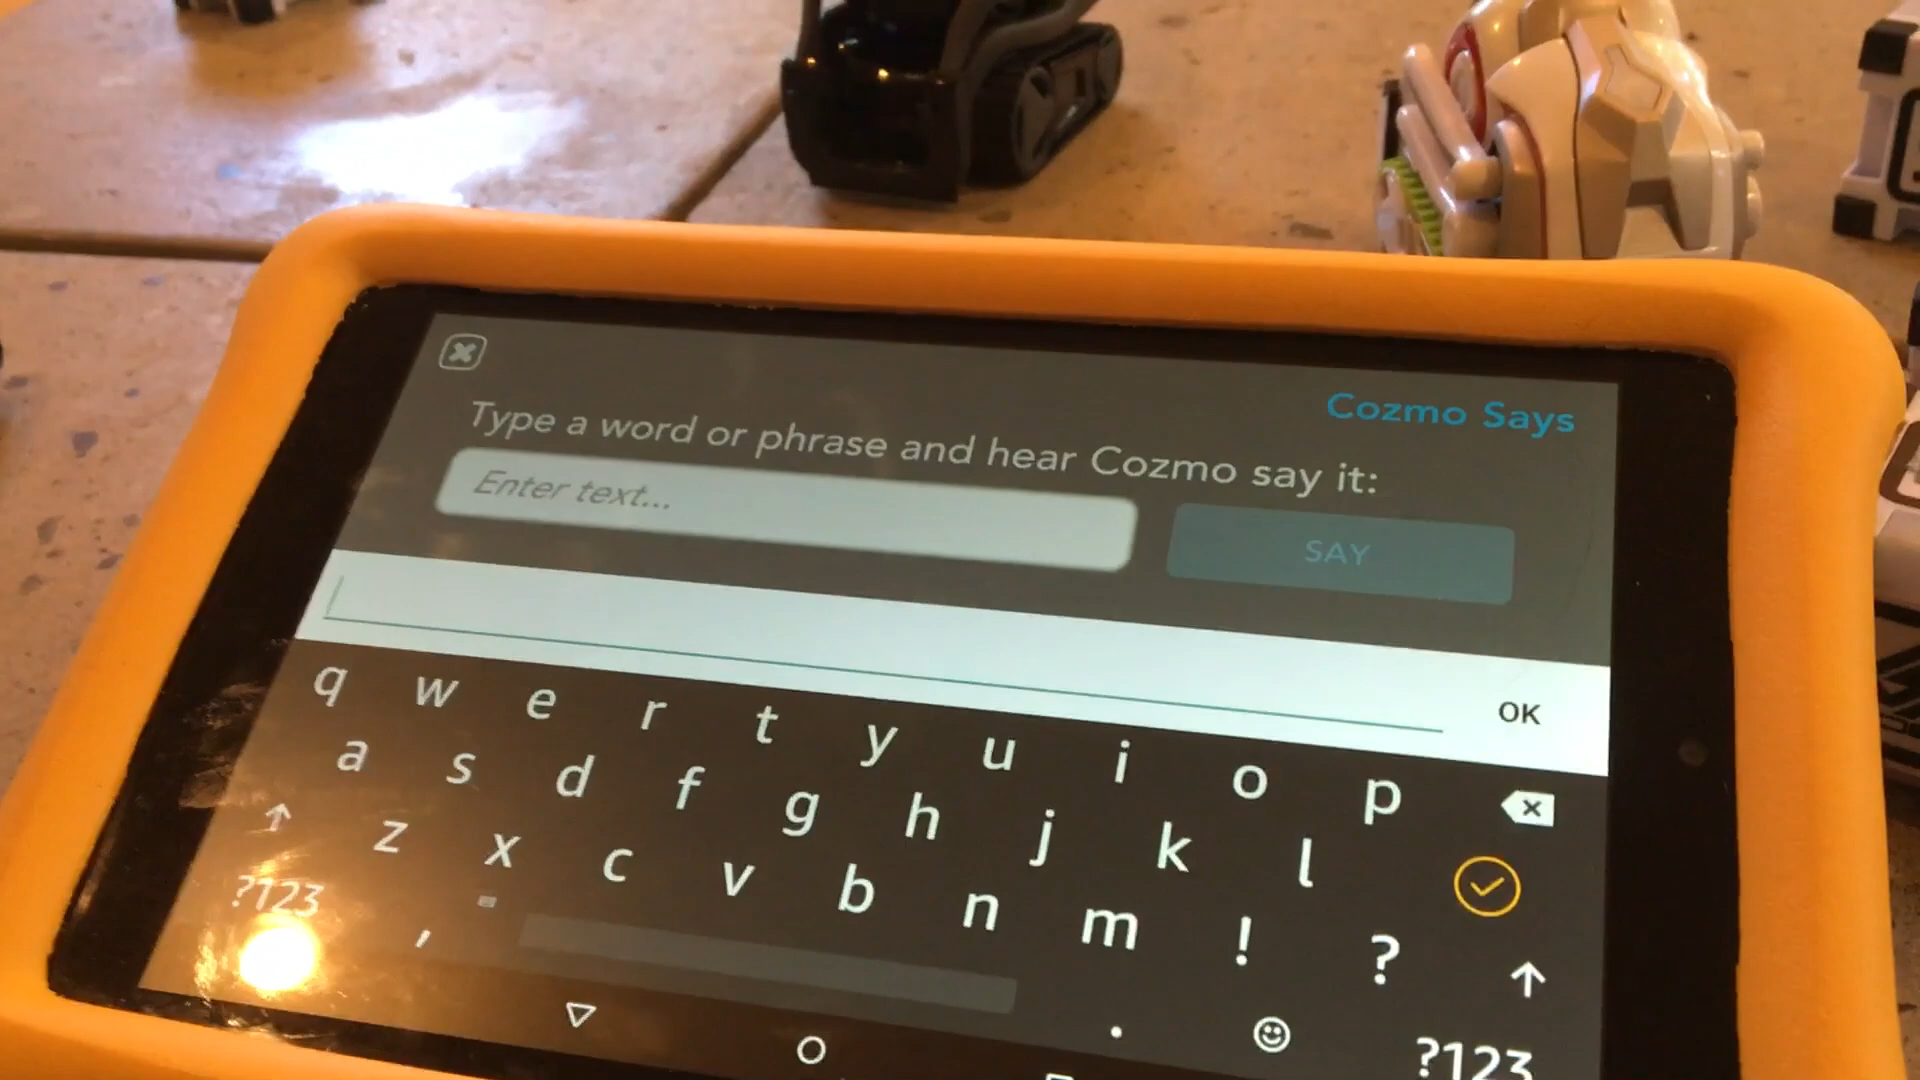 Cozmo Says
Type a word or phrase and hear Cozmo say it:
Enter text...
SAY
OK
q w e r t y u i o p
a s d f g h j k l
z x c v b n m ! ?
?123 , . ?123